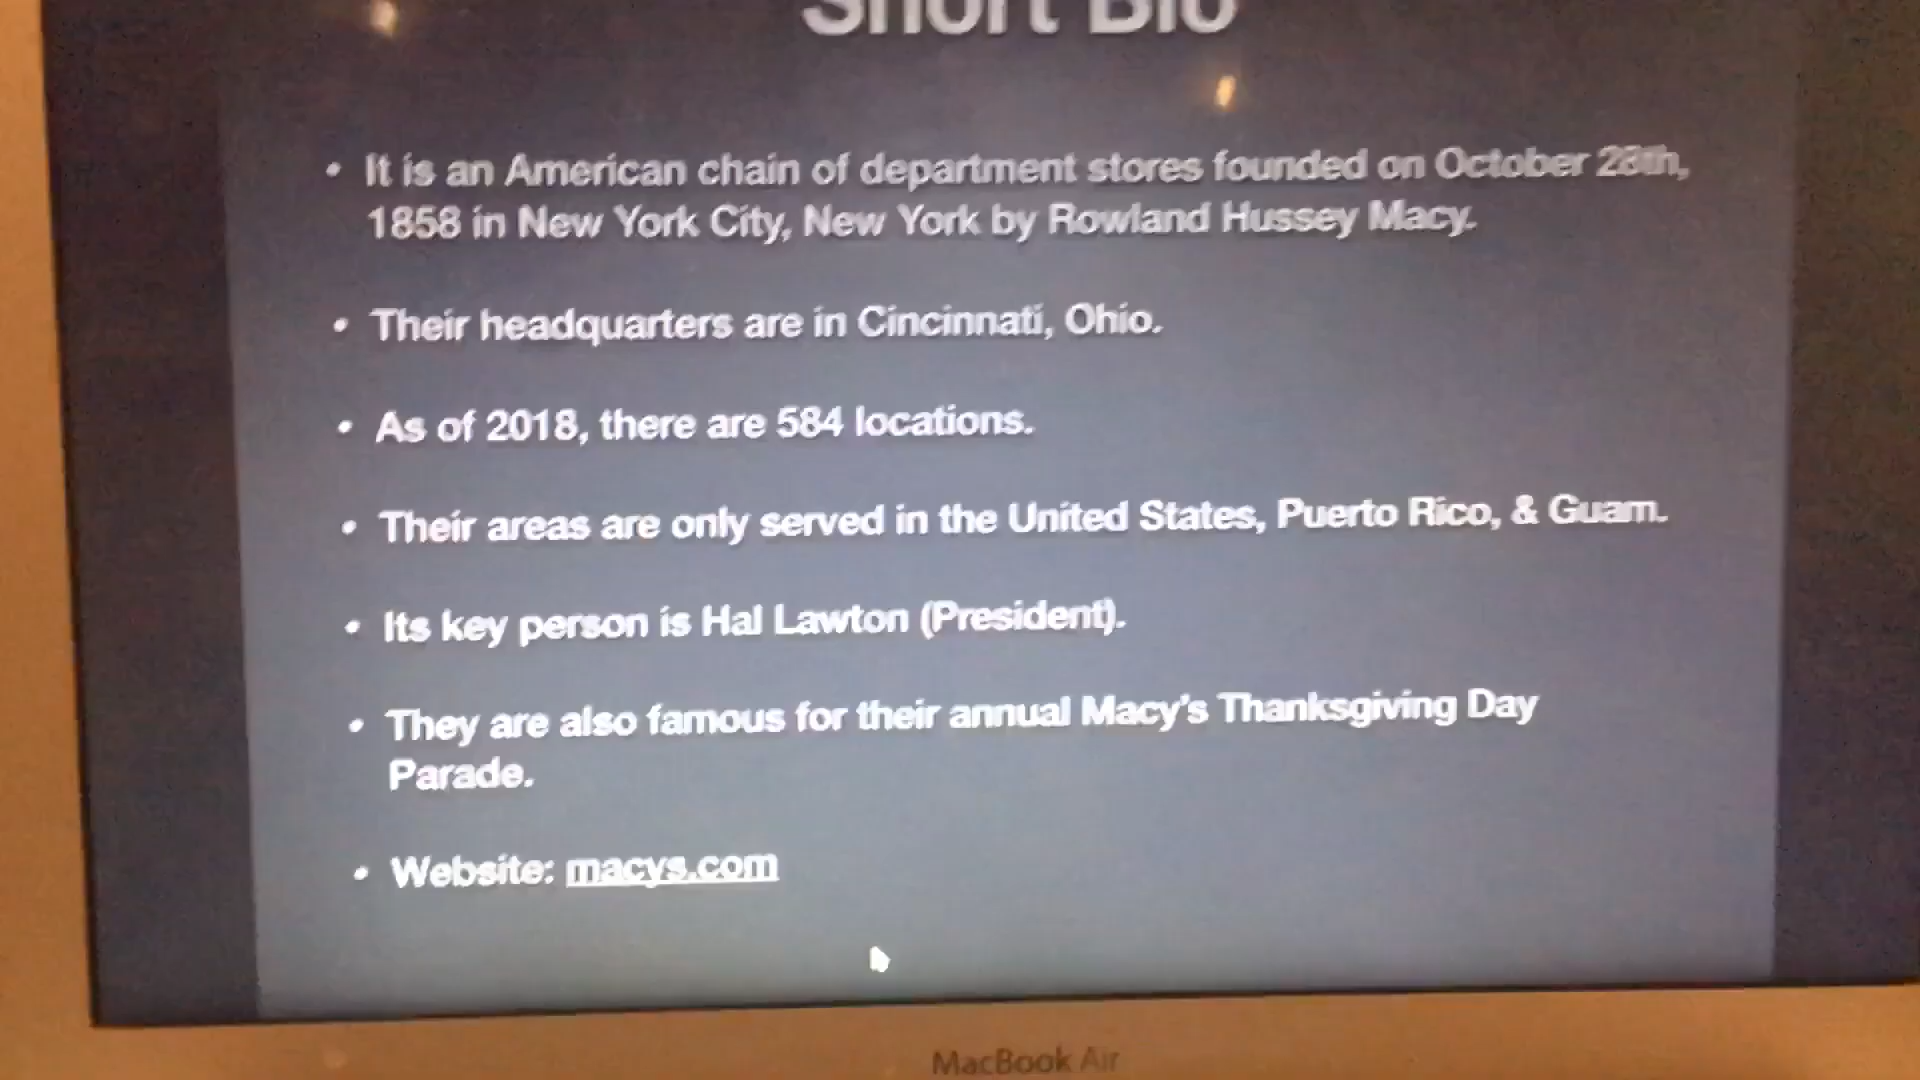 Short Bio
• It is an American chain of department stores founded on October 28th,
1858 in New York City, New York by Rowland Hussey Macy.
• Their headquarters are in Cincinnati, Ohio.
• As of 2018, there are 584 locations.
• Their areas are only served in the United States, Puerto Rico, & Guam.
• Its key person is Hal Lawton (President).
• They are also famous for their annual Macy's Thanksgiving Day
Parade.
• Website: macys.com
MacBook Air